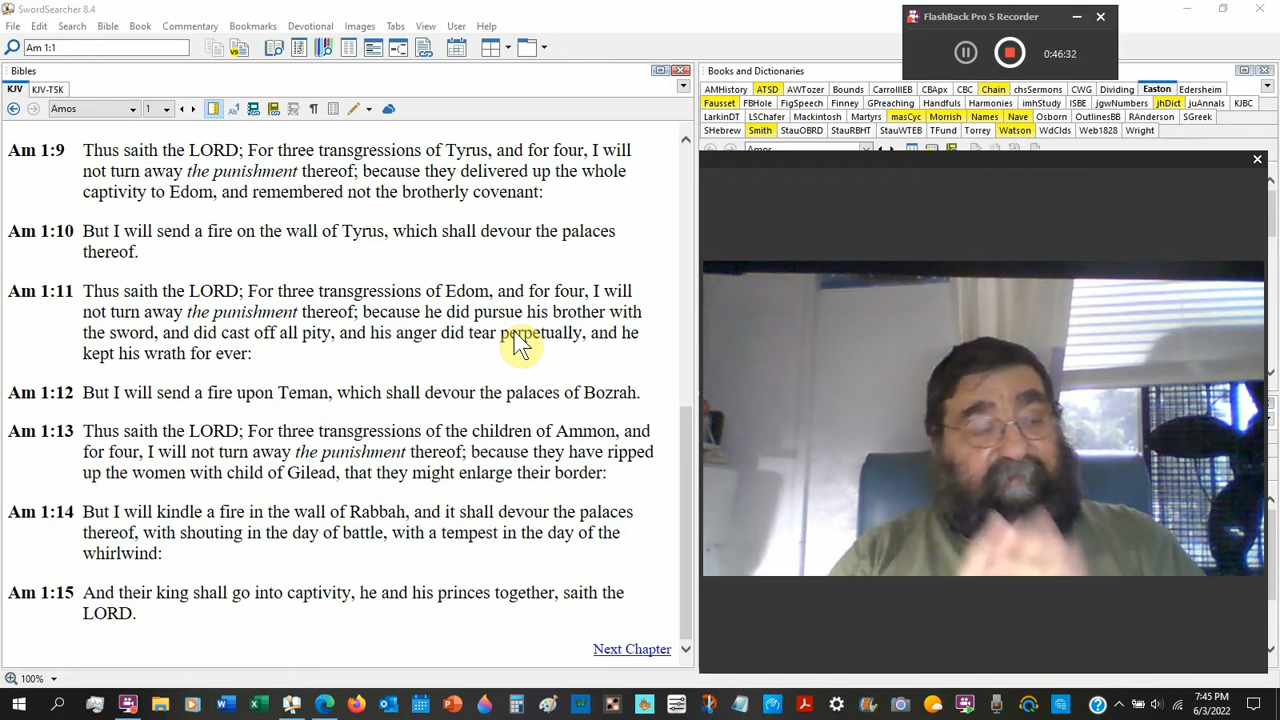 SwordSearcher 8.4
File Edit Search Bible Book Commentary Bookmarks Devotional Images Tabs View User Help
Am 1:1
FlashBack Pro 5 Recorder
0:46:32
Bibles
KJV KJV-TSK
Amos 1
Am 1:9 Thus saith the LORD; For three transgressions of Tyrus, and for four, I will
not turn away the punishment thereof; because they delivered up the whole
captivity to Edom, and remembered not the brotherly covenant:
Am 1:10 But I will send a fire on the wall of Tyrus, which shall devour the palaces
thereof.
Am 1:11 Thus saith the LORD; For three transgressions of Edom, and for four, I will
not turn away the punishment thereof; because he did pursue his brother with
the sword, and did cast off all pity, and his anger did tear perpetually, and he
kept his wrath for ever:
Am 1:12 But I will send a fire upon Teman, which shall devour the palaces of Bozrah.
Am 1:13 Thus saith the LORD; For three transgressions of the children of Ammon, and
for four, I will not turn away the punishment thereof; because they have ripped
up the women with child of Gilead, that they might enlarge their border:
Am 1:14 But I will kindle a fire in the wall of Rabbah, and it shall devour the palaces
thereof, with shouting in the day of battle, with a tempest in the day of the
whirlwind:
Am 1:15 And their king shall go into captivity, he and his princes together, saith the
LORD.
Next Chapter
100%
Books and Dictionaries
AMHistory ATSD AWTozer Bounds CarrollIEB CBApx CBC Chain chsSermons CWG Dividing Easton Edersheim
Fausset FBHole FigSpeech Finney GPreaching Handfuls Harmonies imhStudy ISBE jgwNumbers jhDict juAnnals KJBC
LarkinDT LSChafer Mackintosh Martyrs masCyc Morrish Names Nave Osborn OutlinesBB RAnderson SGreek
SHebrew Smith StauOBRD StauRBHT StauWTEB TFund Torrey Watson WdClds Web1828 Wright
Amos
7:45 PM
6/3/2022